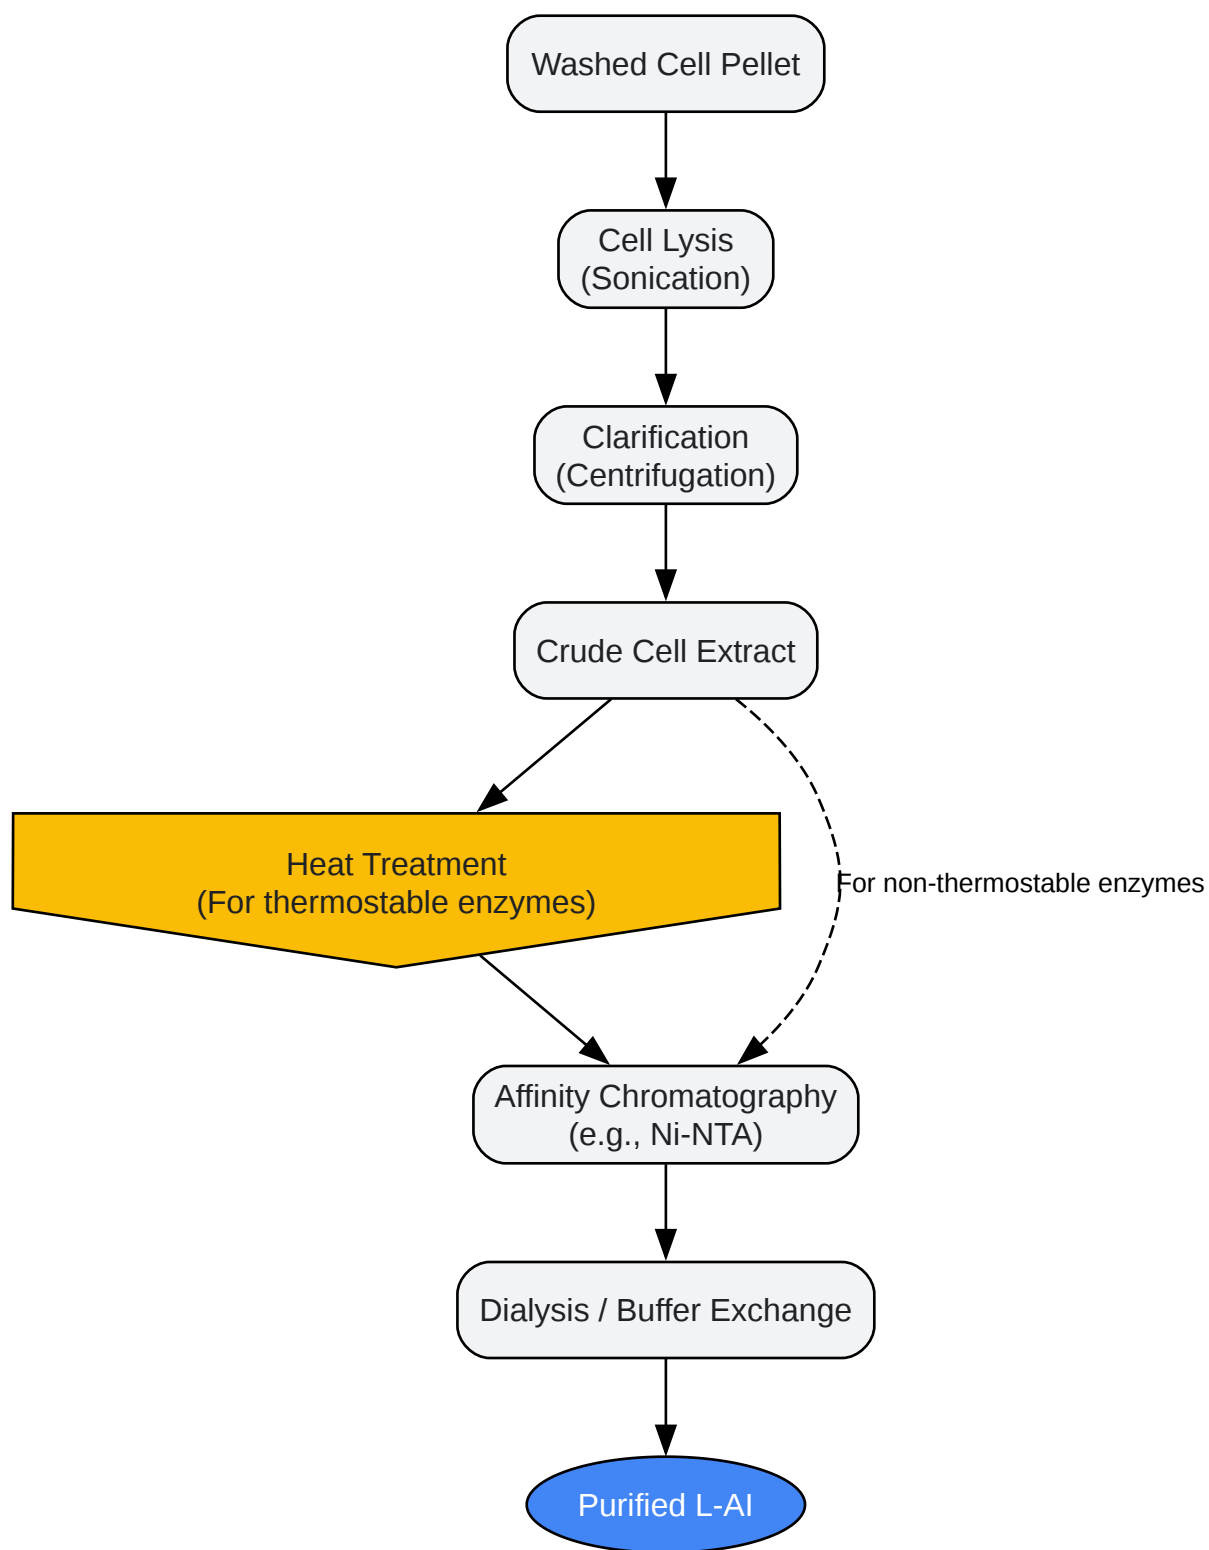 Washed Cell Pellet
Cell Lysis
(Sonication)
Clarification
(Centrifugation)
Crude Cell Extract
Heat Treatment
(For thermostable enzymes)
For non-thermostable enzymes
Affinity Chromatography
(e.g., Ni-NTA)
Dialysis / Buffer Exchange
Purified L-AI